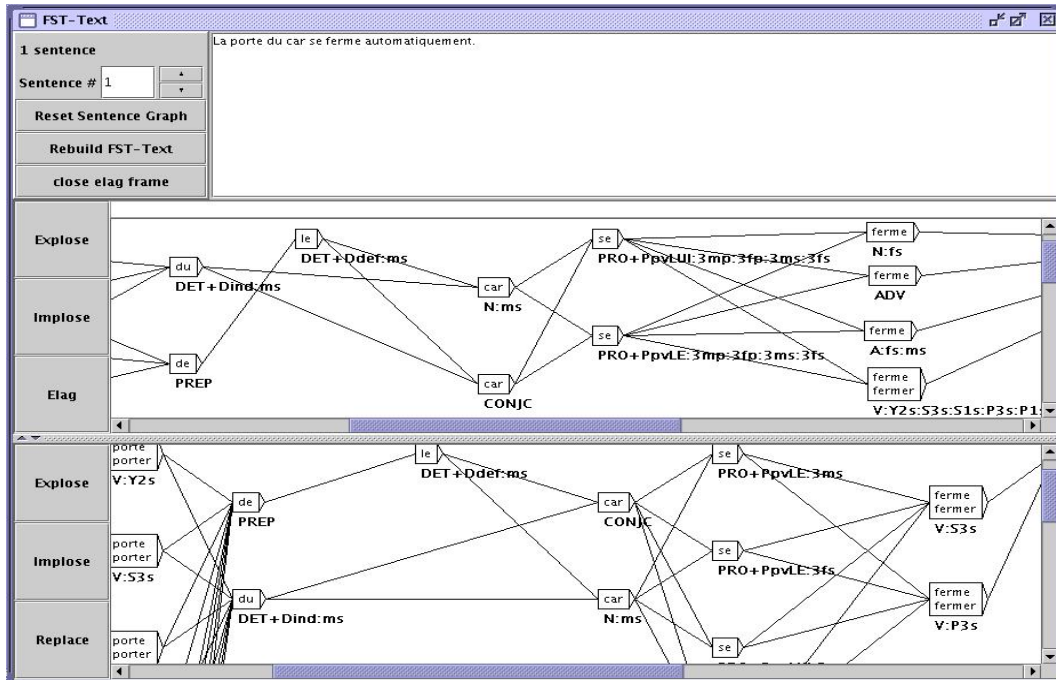 FST-Text
1 sentence
Sentence # 1
Reset Sentence Graph
Rebuild FST-Text
close elag frame
La porte du car se ferme automatiquement.
Explose
Implose
Elag
le
DET+Ddef:ms
du
DET+Dind:ms
de
PREP
car
N:ms
car
CONJC
se
PRO+PpvLUI:3mp:3fp:3ms:3fs
se
PRO+PpvLE:3mp:3fp:3ms:3fs
ferme
N:fs
ferme
ADV
ferme
A:fs:ms
ferme
fermer
V:Y2s:S3s:S1s:P3s:P1s
Explose
Implose
Replace
porte
porter
V:Y2s
porte
porter
V:S3s
porte
porter
le
DET+Ddef:ms
de
PREP
du
DET+Dind:ms
car
CONJC
car
N:ms
se
PRO+PpvLE:3ms
se
PRO+PpvLE:3fs
se
ferme
fermer
V:S3s
ferme
fermer
V:P3s